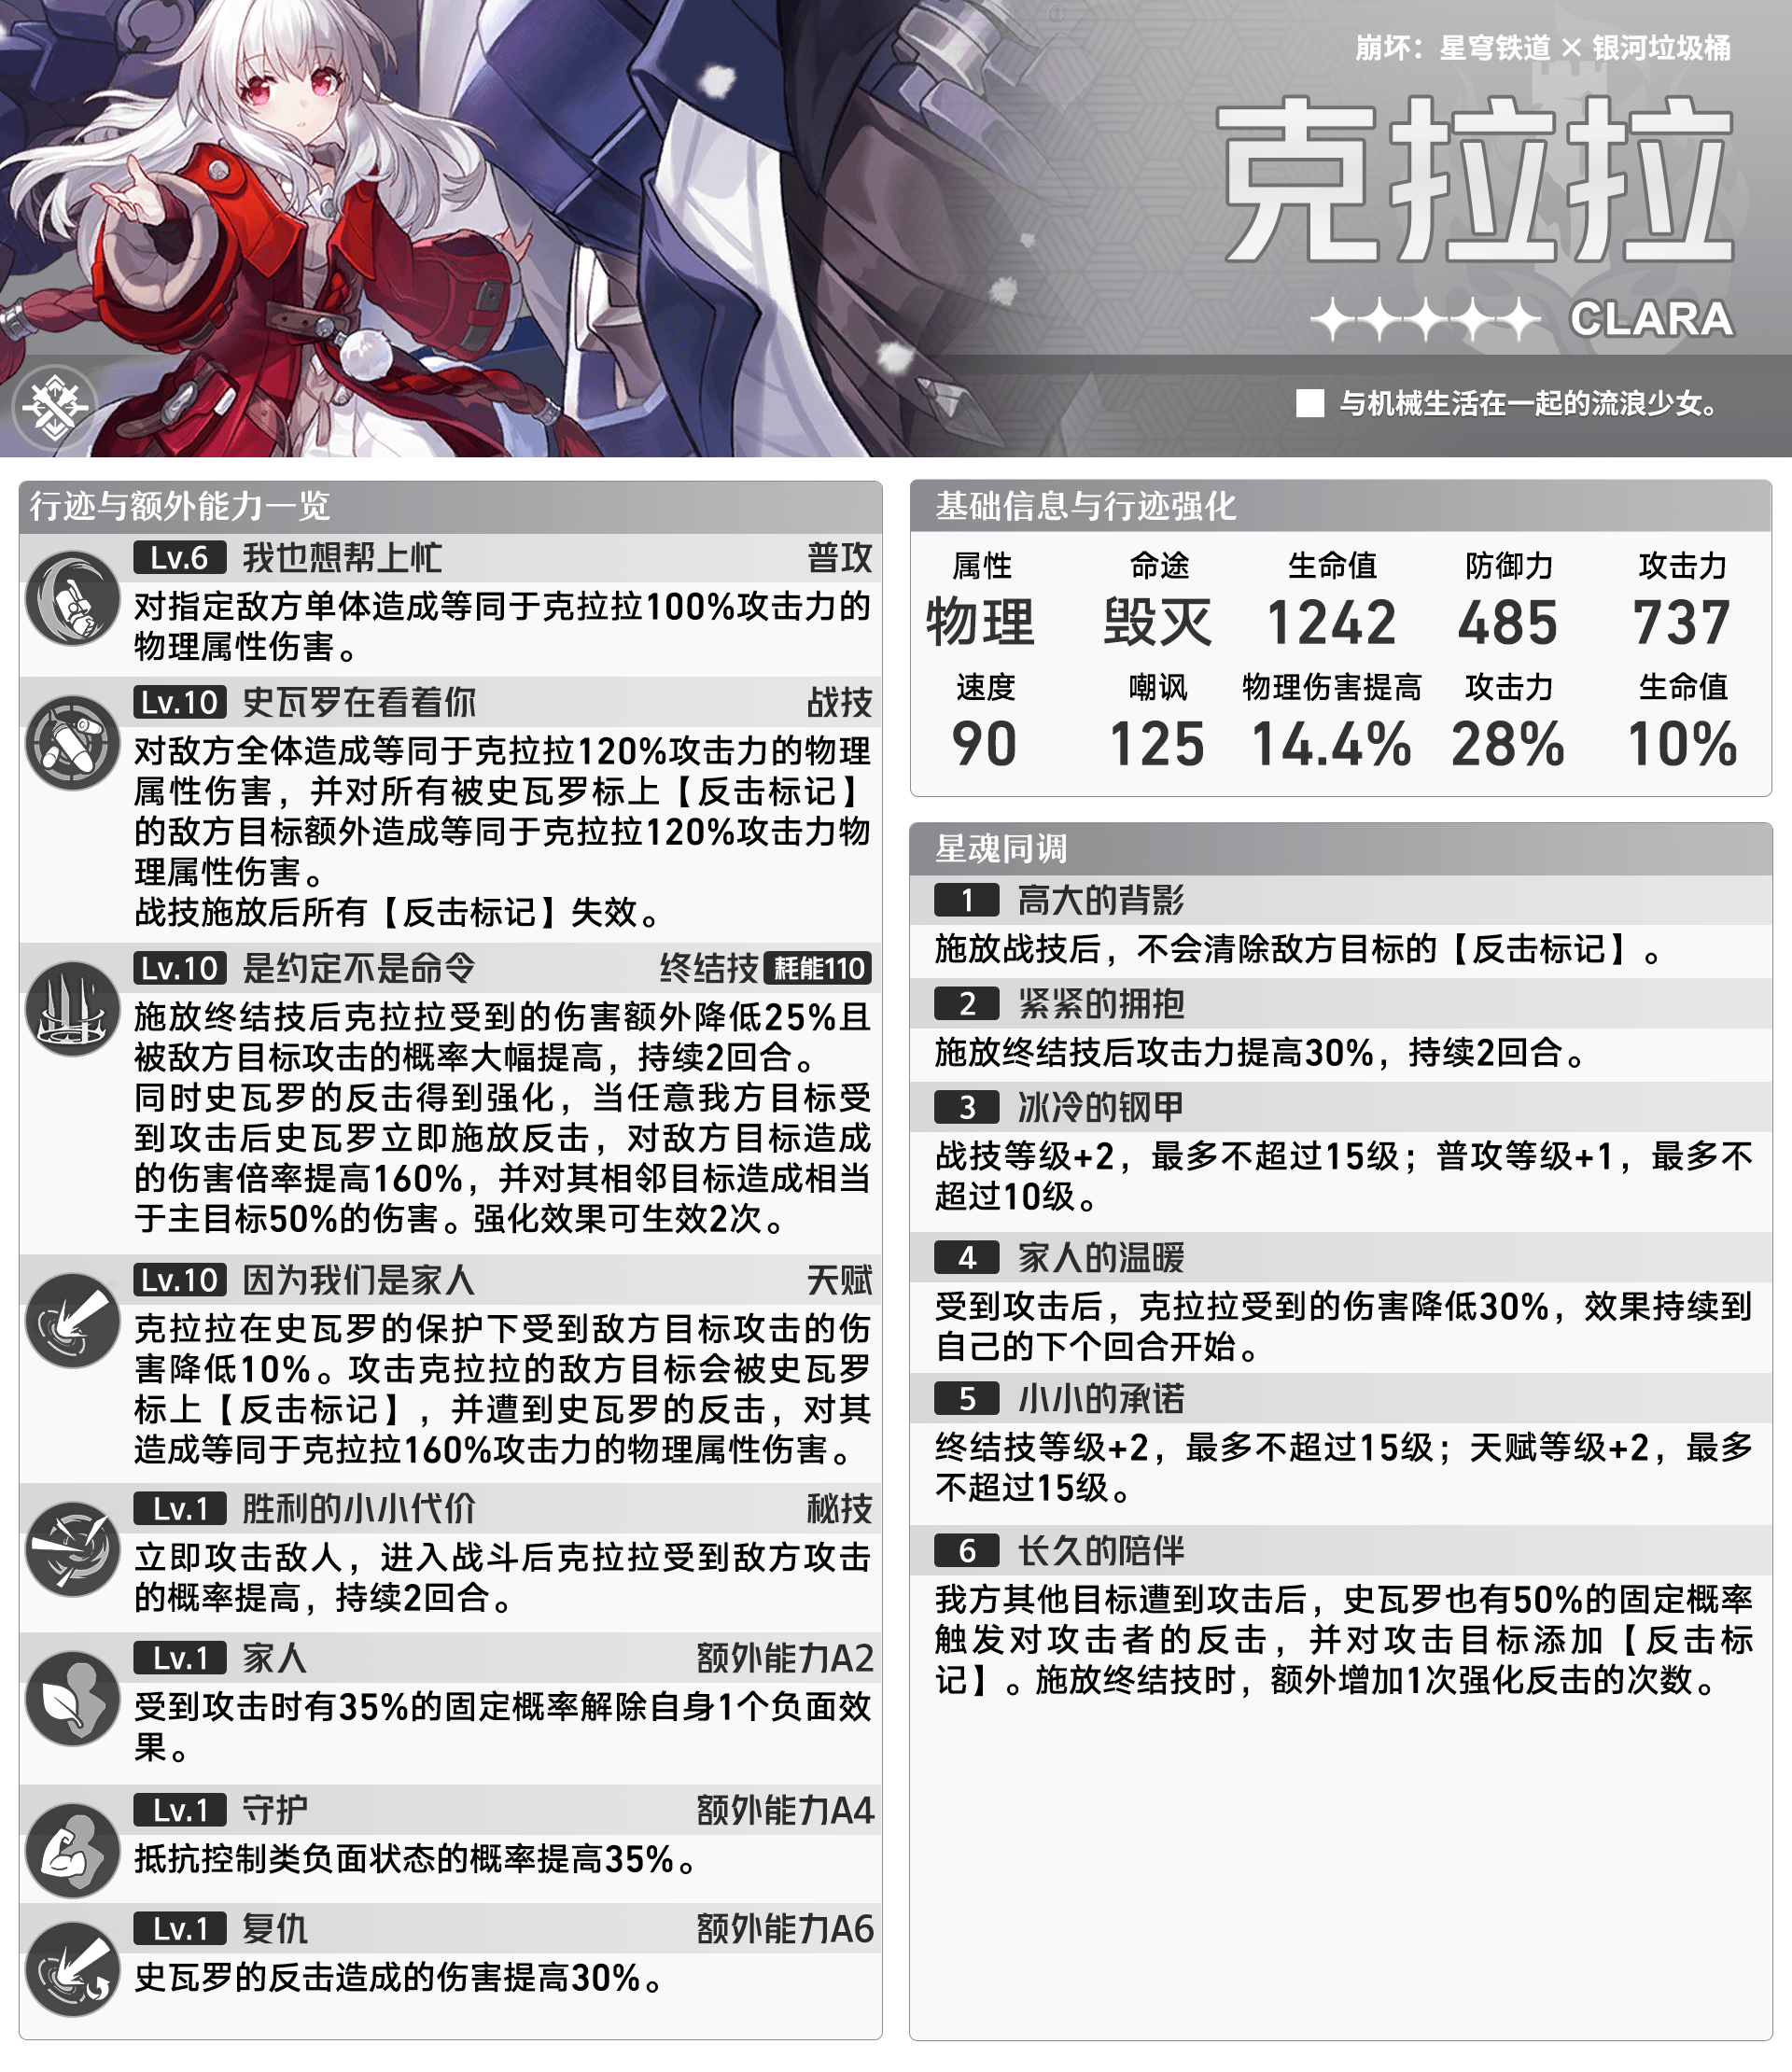 崩坏：星穹铁道 × 银河垃圾桶
克拉拉
CLARA
与机械生活在一起的流浪少女。
行迹与额外能力一览
Lv.6 我也想帮上忙 普攻
对指定敌方单体造成等同于克拉拉100%攻击力的
物理属性伤害。
Lv.10 史瓦罗在看着你 战技
对敌方全体造成等同于克拉拉120%攻击力的物理
属性伤害，并对所有被史瓦罗标上【反击标记】
的敌方目标额外造成等同于克拉拉120%攻击力物
理属性伤害。
战技施放后所有【反击标记】失效。
Lv.10 是约定不是命令 终结技 耗能110
施放终结技后克拉拉受到的伤害额外降低25%且
被敌方目标攻击的概率大幅提高，持续2回合。
同时史瓦罗的反击得到强化，当任意我方目标受
到攻击后史瓦罗立即施放反击，对敌方目标造成
的伤害倍率提高160%，并对其相邻目标造成相当
于主目标50%的伤害。强化效果可生效2次。
Lv.10 因为我们是家人 天赋
克拉拉在史瓦罗的保护下受到敌方目标攻击的伤
害降低10%。攻击克拉拉的敌方目标会被史瓦罗
标上【反击标记】，并遭到史瓦罗的反击，对其
造成等同于克拉拉160%攻击力的物理属性伤害。
Lv.1 胜利的小小代价 秘技
立即攻击敌人，进入战斗后克拉拉受到敌方攻击
的概率提高，持续2回合。
Lv.1 家人 额外能力A2
受到攻击时有35%的固定概率解除自身1个负面效
果。
Lv.1 守护 额外能力A4
抵抗控制类负面状态的概率提高35%。
Lv.1 复仇 额外能力A6
史瓦罗的反击造成的伤害提高30%。
基础信息与行迹强化
属性 命途 生命值 防御力 攻击力
物理 毁灭 1242 485 737
速度 嘲讽 物理伤害提高 攻击力 生命值
90 125 14.4% 28% 10%
星魂同调
1 高大的背影
施放战技后，不会清除敌方目标的【反击标记】。
2 紧紧的拥抱
施放终结技后攻击力提高30%，持续2回合。
3 冰冷的钢甲
战技等级+2，最多不超过15级；普攻等级+1，最多不
超过10级。
4 家人的温暖
受到攻击后，克拉拉受到的伤害降低30%，效果持续到
自己的下个回合开始。
5 小小的承诺
终结技等级+2，最多不超过15级；天赋等级+2，最多
不超过15级。
6 长久的陪伴
我方其他目标遭到攻击后，史瓦罗也有50%的固定概率
触发对攻击者的反击，并对攻击目标添加【反击标
记】。施放终结技时，额外增加1次强化反击的次数。